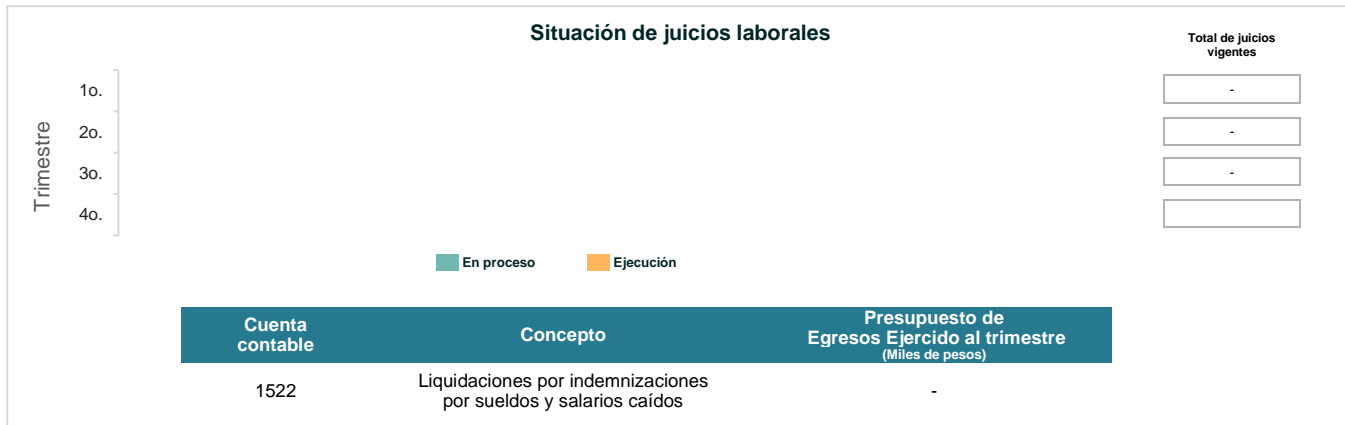 Situación de juicios laborales
Total de juicios
vigentes
Trimestre
1o.
-
2o.
-
3o.
-
4o.
En proceso
Ejecución
Cuenta
contable
Concepto
Presupuesto de
Egresos Ejercido al trimestre
(Miles de pesos)
1522
Liquidaciones por indemnizaciones
por sueldos y salarios caídos
-